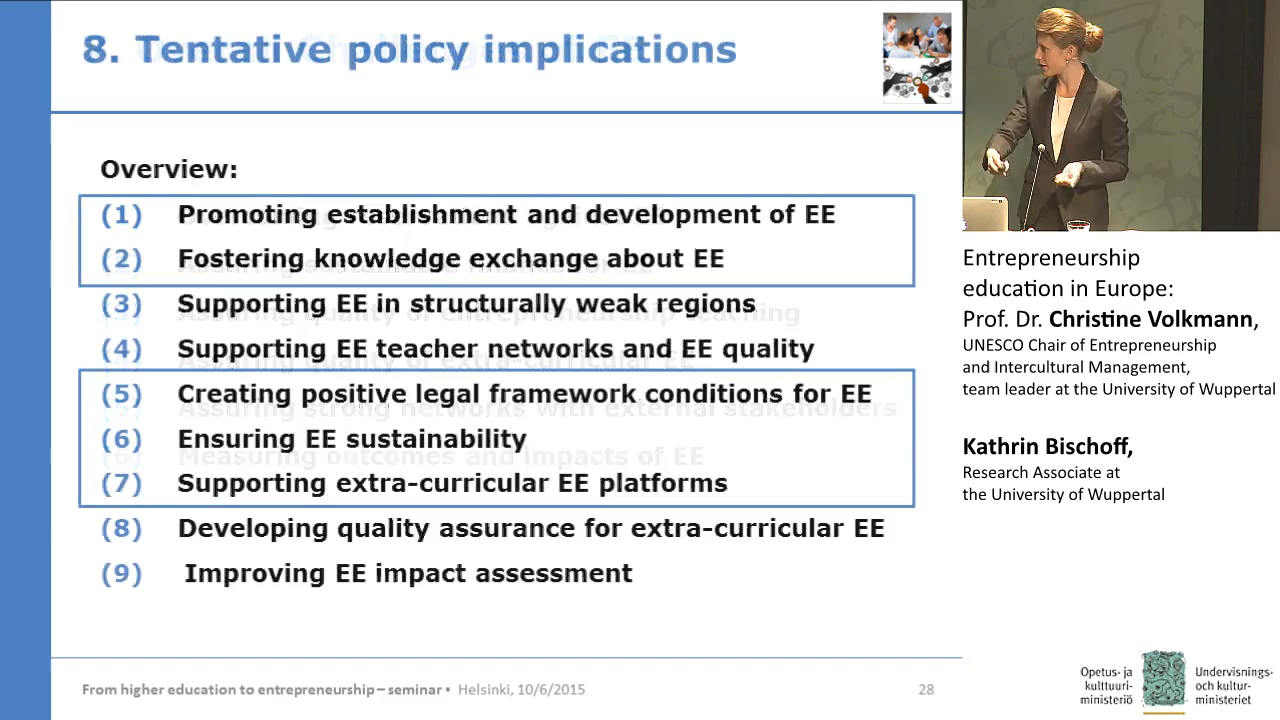 8. Tentative policy implications
Overview:
(1) Promoting establishment and development of EE
(2) Fostering knowledge exchange about EE
(3) Supporting EE in structurally weak regions
(4) Supporting EE teacher networks and EE quality
(5) Creating positive legal framework conditions for EE
(6) Ensuring EE sustainability
(7) Supporting extra-curricular EE platforms
(8) Developing quality assurance for extra-curricular EE
(9) Improving EE impact assessment
From higher education to entrepreneurship – seminar • Helsinki, 10/6/2015
28
Entrepreneurship
education in Europe:
Prof. Dr. Christine Volkmann,
UNESCO Chair of Entrepreneurship
and Intercultural Management,
team leader at the University of Wuppertal
Kathrin Bischoff,
Research Associate at
the University of Wuppertal
Opetus- ja
kulttuuri-
ministeriö
Undervisnings-
och kultur-
ministeriet